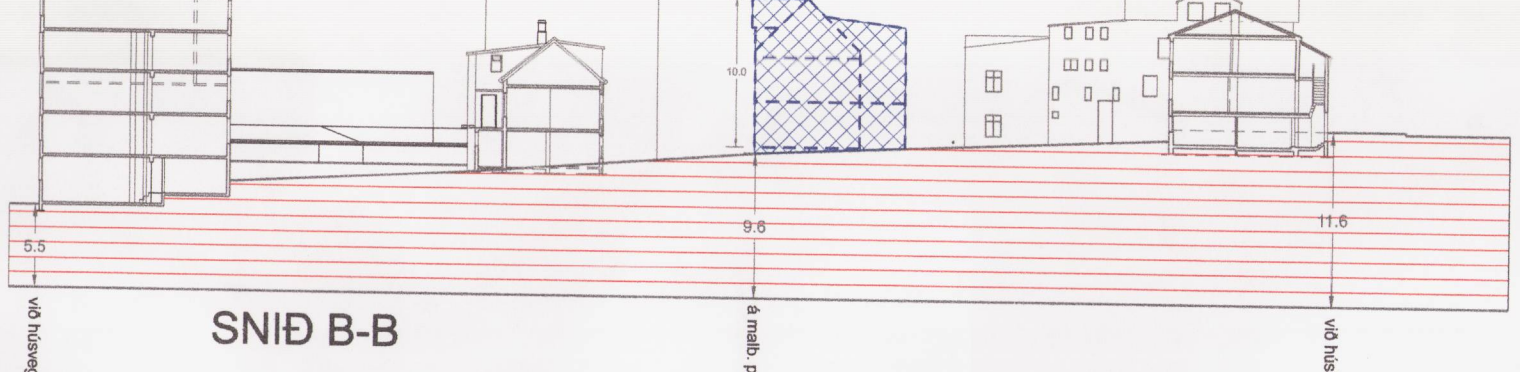 10.0
9.6
11.6
5.5
SNIÐ B-B
við húsveg
á malb. p
við hús